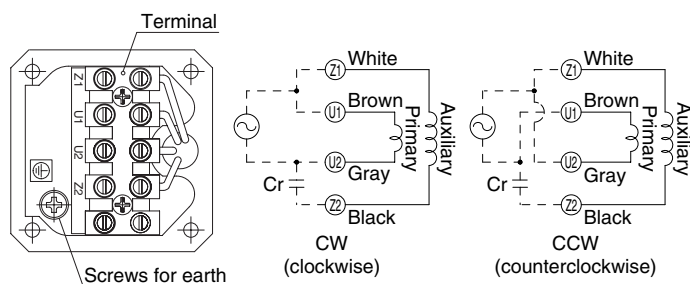 Terminal
Z1
U1
U2
Z2
Screws for earth
Z1 White
U1 Brown
Primary
Auxiliary
U2 Gray
Cr
Z2 Black
CW
(clockwise)
Z1 White
U1 Brown
Primary
Auxiliary
U2 Gray
Cr
Z2 Black
CCW
(counterclockwise)